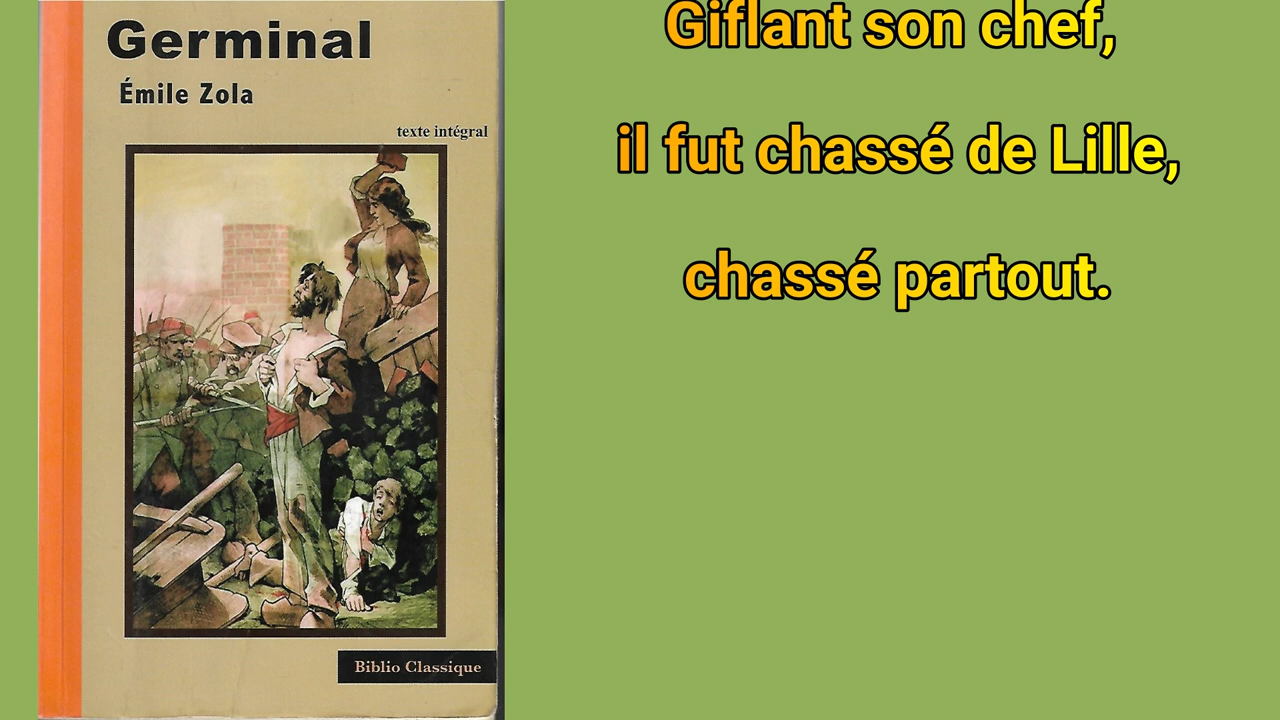 Germinal
Émile Zola
texte intégral
Biblio Classique
Giflant son chef,
il fut chassé de Lille,
chassé partout.